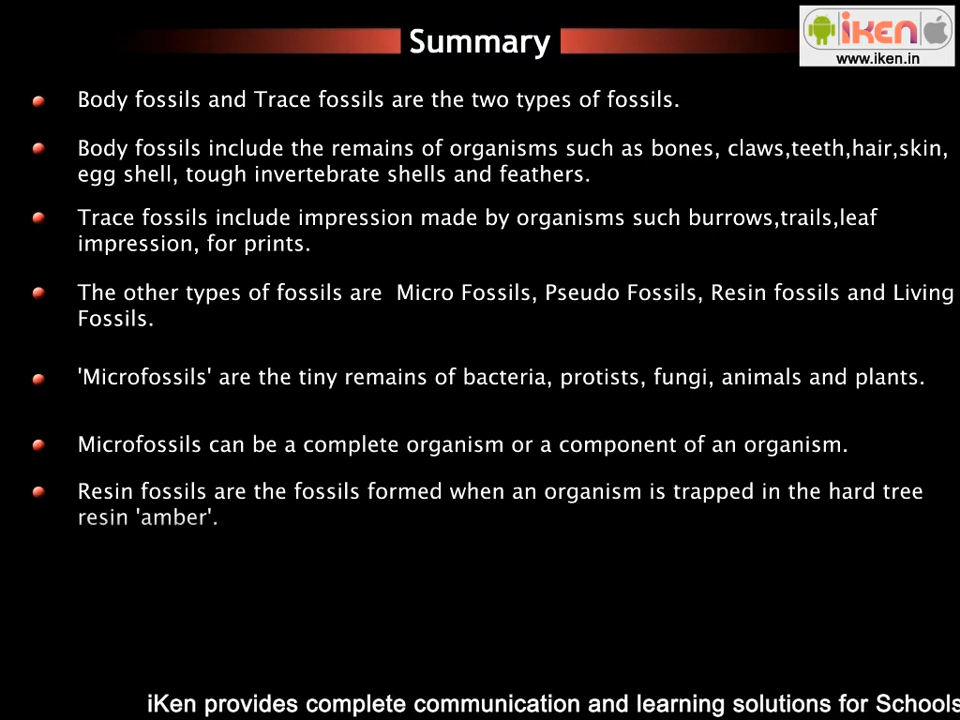 Summary
iken
www.iken.in
Body fossils and Trace fossils are the two types of fossils.
Body fossils include the remains of organisms such as bones, claws,teeth,hair,skin,
egg shell, tough invertebrate shells and feathers.
Trace fossils include impression made by organisms such burrows,trails,leaf
impression, for prints.
The other types of fossils are  Micro Fossils, Pseudo Fossils, Resin fossils and Living
Fossils.
'Microfossils' are the tiny remains of bacteria, protists, fungi, animals and plants.
Microfossils can be a complete organism or a component of an organism.
Resin fossils are the fossils formed when an organism is trapped in the hard tree
resin 'amber'.
iKen provides complete communication and learning solutions for Schools